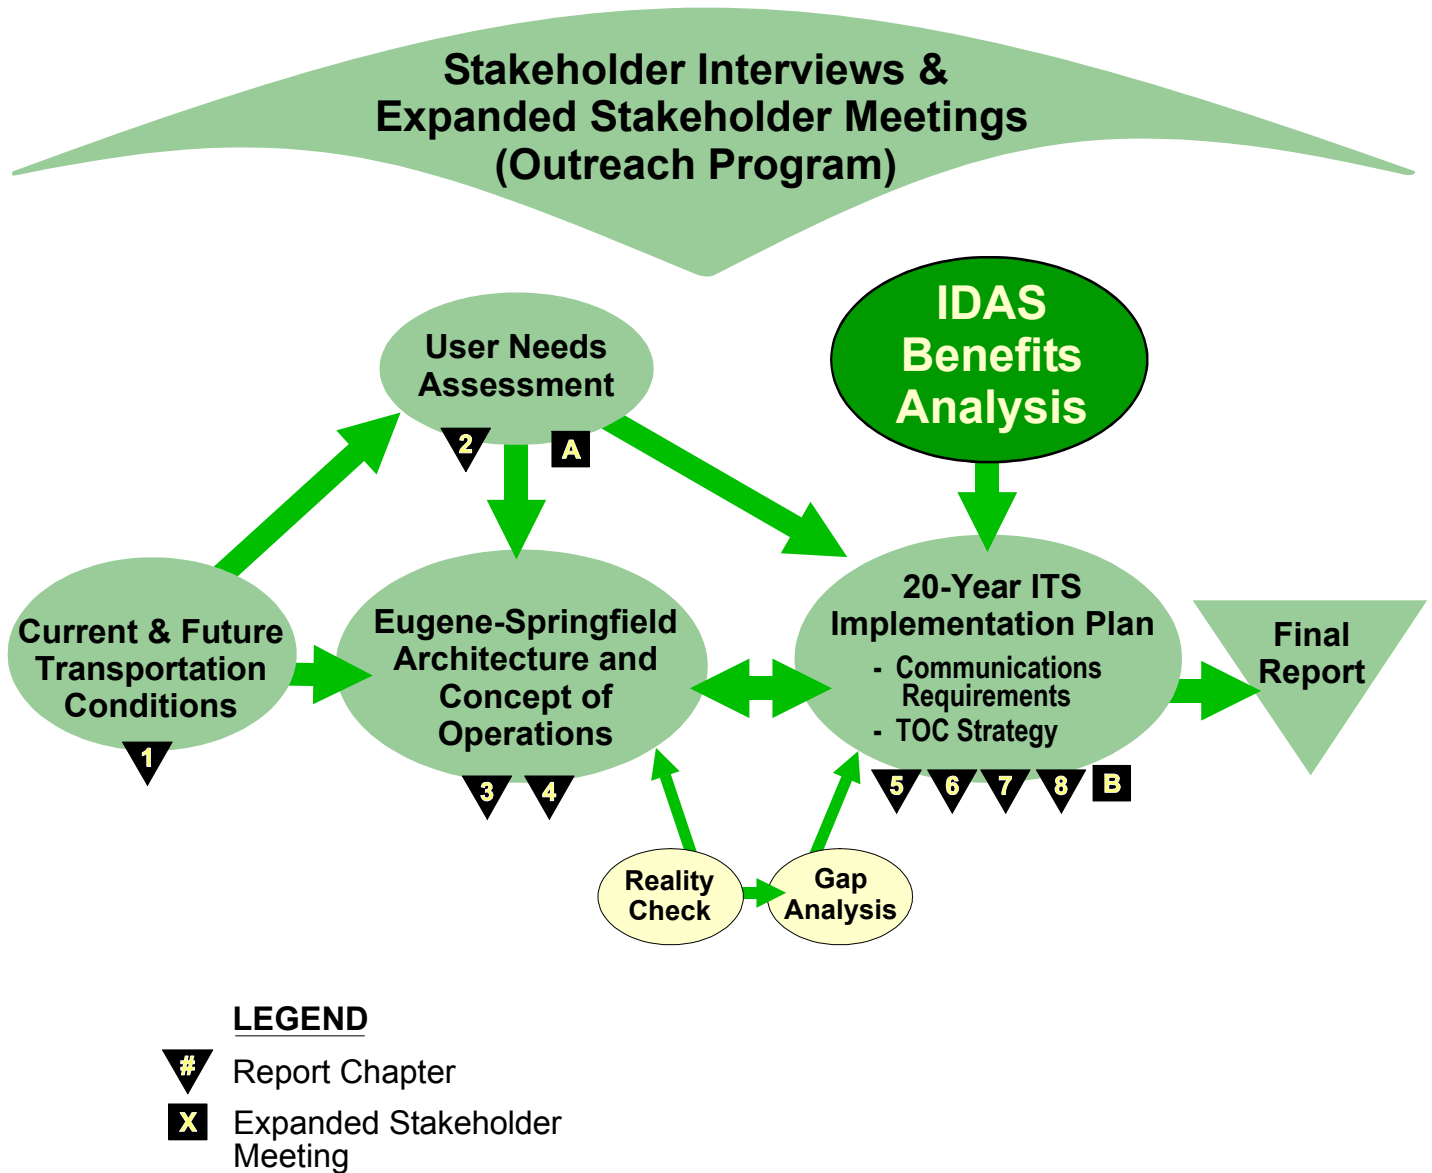 Stakeholder Interviews &
Expanded Stakeholder Meetings
(Outreach Program)
IDAS
Benefits
Analysis
User Needs
Assessment
2
A
Current & Future
Transportation
Conditions
1
Eugene-Springfield
Architecture and
Concept of
Operations
3 4
20-Year ITS
Implementation Plan
- Communications
Requirements
- TOC Strategy
5 6 7 8 B
Final
Report
Reality
Check
Gap
Analysis
LEGEND
# Report Chapter
X Expanded Stakeholder
Meeting